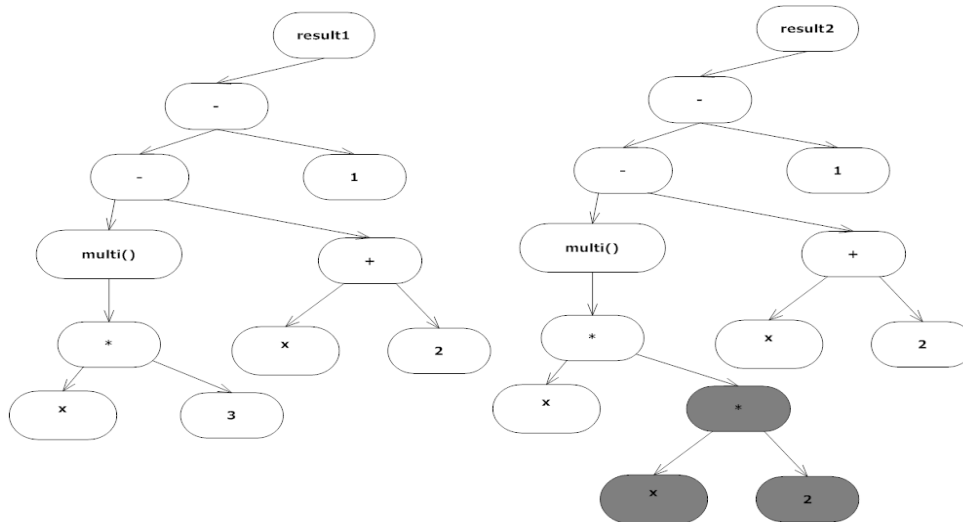 result1
-
-
1
multi()
+
*
x
2
x
3
result2
-
-
1
multi()
+
*
x
2
x
*
x
2